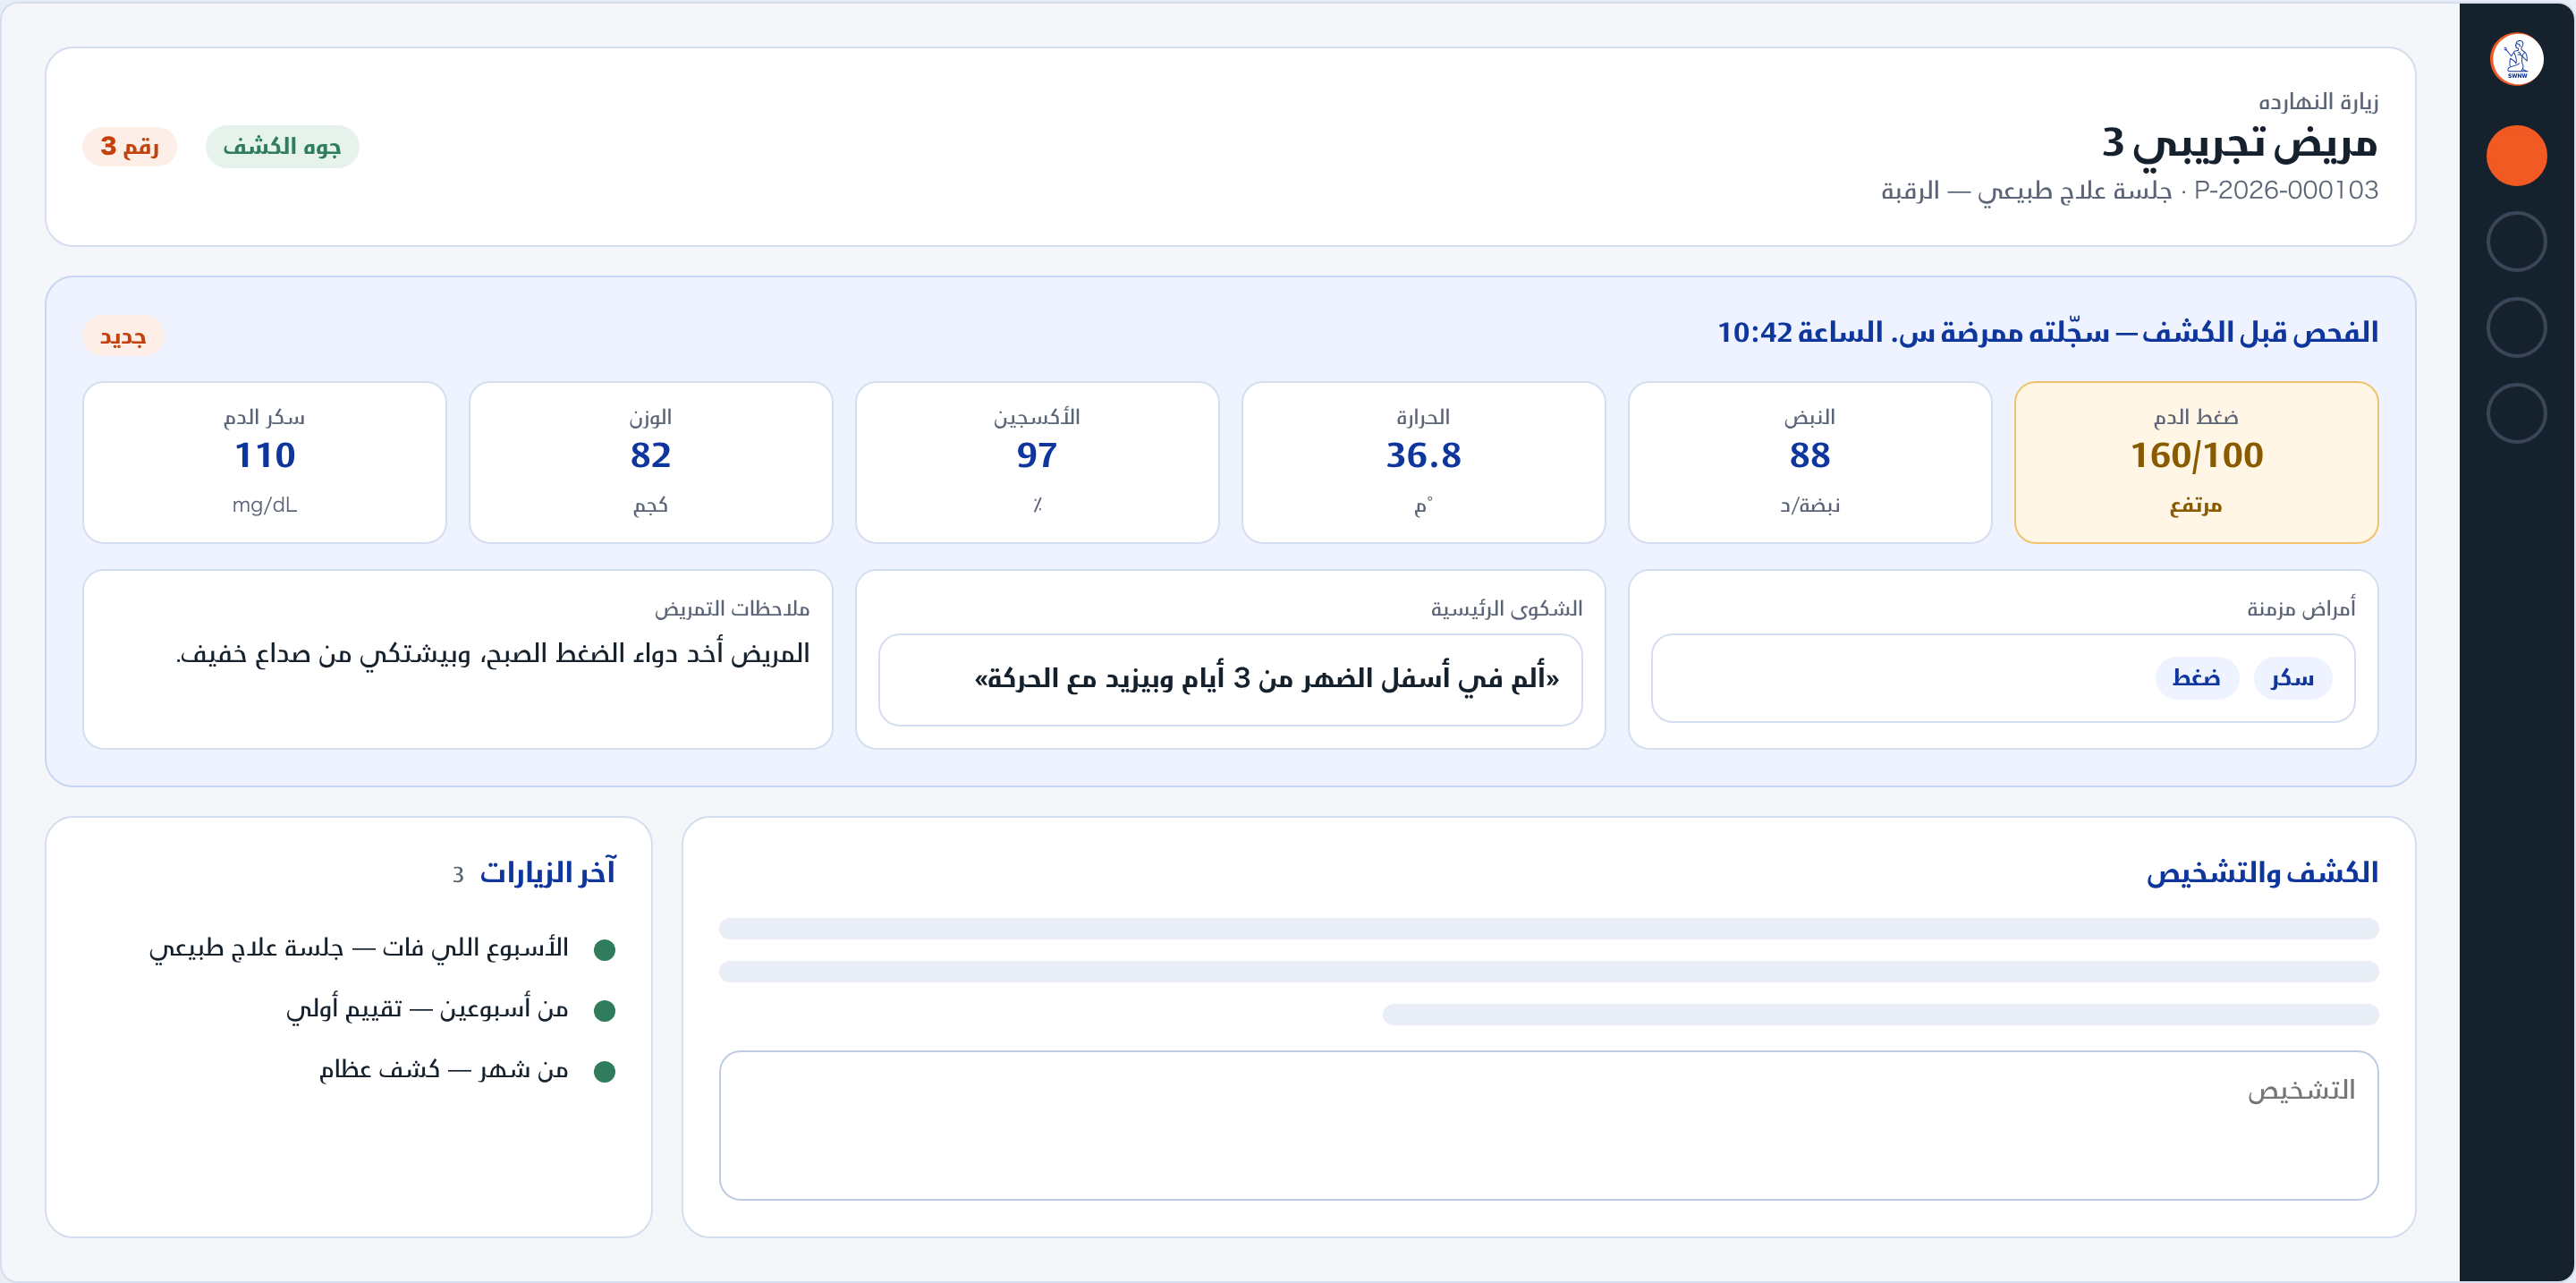 SWNW
زيارة النهارده
مريض تجريبي 3
P-2026-000103 · جلسة علاج طبيعي — الرقبة
جوه الكشف
رقم 3
الفحص قبل الكشف — سجّلته ممرضة س. الساعة 10:42
جديد
ضغط الدم
160/100
مرتفع
النبض
88
نبضة/د
الحرارة
36.8
°م
الأكسجين
97
٪
الوزن
82
كجم
سكر الدم
110
mg/dL
أمراض مزمنة
سكر
ضغط
الشكوى الرئيسية
«ألم في أسفل الضهر من 3 أيام وبيزيد مع الحركة»
ملاحظات التمريض
المريض أخد دواء الضغط الصبح، وبيشتكي من صداع خفيف.
الكشف والتشخيص
التشخيص
آخر الزيارات 3
الأسبوع اللي فات — جلسة علاج طبيعي
من أسبوعين — تقييم أولي
من شهر — كشف عظام